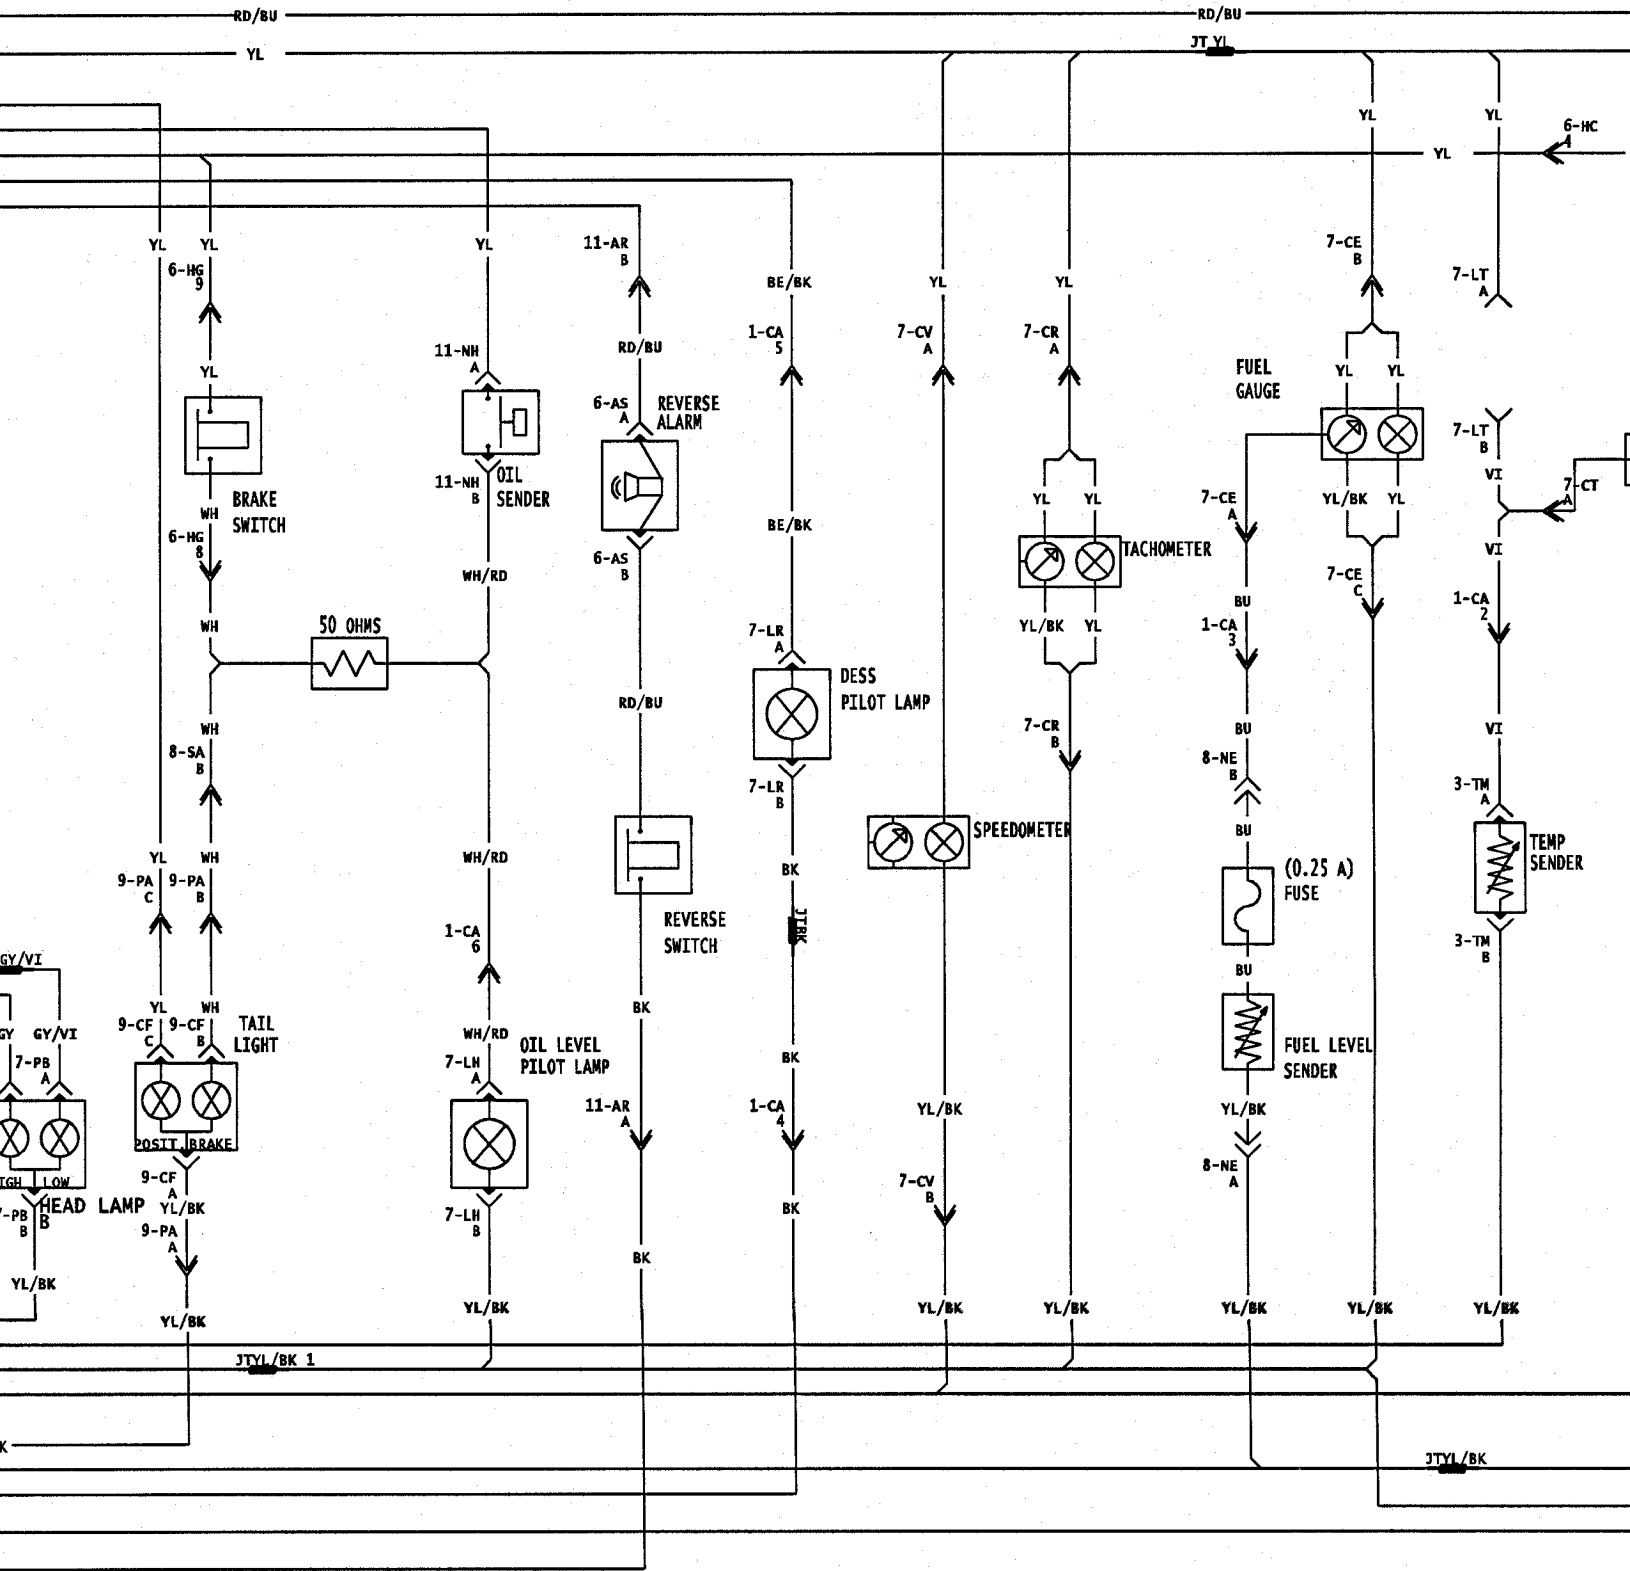 RD/BU
RD/BU
YL
JT YL
YL
YL
6-HC
4
YL
YL
YL
YL
11-AR
B
7-CE
B
6-HG
9
BE/BK
YL
YL
7-LT
A
1-CA
5
7-CV
A
7-CR
A
RD/BU
11-NH
A
YL
FUEL
GAUGE
YL
YL
6-AS
A
REVERSE
ALARM
7-LT
B
11-NH
B
OIL
SENDER
VI
7-CT
A
BRAKE
SWITCH
WH
7-CE
A
YL
YL
YL/BK
YL
BE/BK
6-HG
8
6-AS
B
TACHOMETER
VI
WH/RD
7-CE
C
BU
1-CA
2
WH
50 OHMS
7-LR
A
YL/BK
YL
1-CA
3
DESS
PILOT LAMP
RD/BU
WH
7-CR
B
BU
VI
8-SA
B
8-NE
B
7-LR
B
3-TM
A
SPEEDOMETER
BU
TEMP
SENDER
YL
WH
WH/RD
BK
(0.25 A)
FUSE
9-PA
C
9-PA
B
REVERSE
SWITCH
JTBK
1-CA
6
3-TM
B
GY/VI
BU
YL
WH
BK
9-CF
C
9-CF
B
TAIL
LIGHT
GY
GY/VI
WH/RD
OIL LEVEL
PILOT LAMP
FUEL LEVEL
SENDER
7-PB
A
7-LH
A
BK
11-AR
A
1-CA
4
YL/BK
YL/BK
POSIT
BRAKE
8-NE
A
9-CF
A
IGH
LOW
7-CV
B
HEAD LAMP
YL/BK
BK
7-LH
B
-PB
B
B
9-PA
A
BK
YL/BK
YL/BK
YL/BK
YL/BK
YL/BK
YL/BK
YL/BK
YL/BK
JTYL/BK 1
K
JTYL/BK